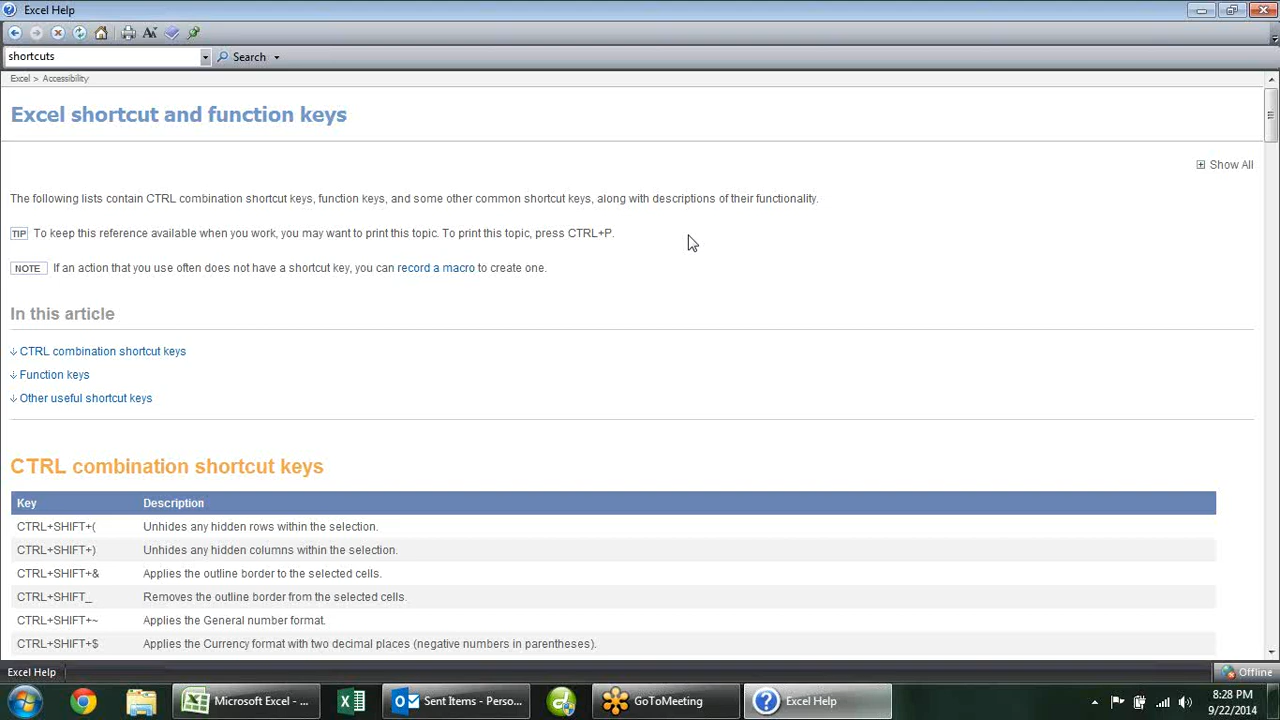 Excel Help
shortcuts
Search
Excel > Accessibility
Excel shortcut and function keys
Show All
The following lists contain CTRL combination shortcut keys, function keys, and some other common shortcut keys, along with descriptions of their functionality.
TIP To keep this reference available when you work, you may want to print this topic. To print this topic, press CTRL+P.
NOTE If an action that you use often does not have a shortcut key, you can record a macro to create one.
In this article
CTRL combination shortcut keys
Function keys
Other useful shortcut keys
CTRL combination shortcut keys
Key Description
CTRL+SHIFT+( Unhides any hidden rows within the selection.
CTRL+SHIFT+) Unhides any hidden columns within the selection.
CTRL+SHIFT+& Applies the outline border to the selected cells.
CTRL+SHIFT_ Removes the outline border from the selected cells.
CTRL+SHIFT+~ Applies the General number format.
CTRL+SHIFT+$ Applies the Currency format with two decimal places (negative numbers in parentheses).
Excel Help Offline
Microsoft Excel - ... Sent Items - Perso... GoToMeeting Excel Help 8:28 PM
9/22/2014